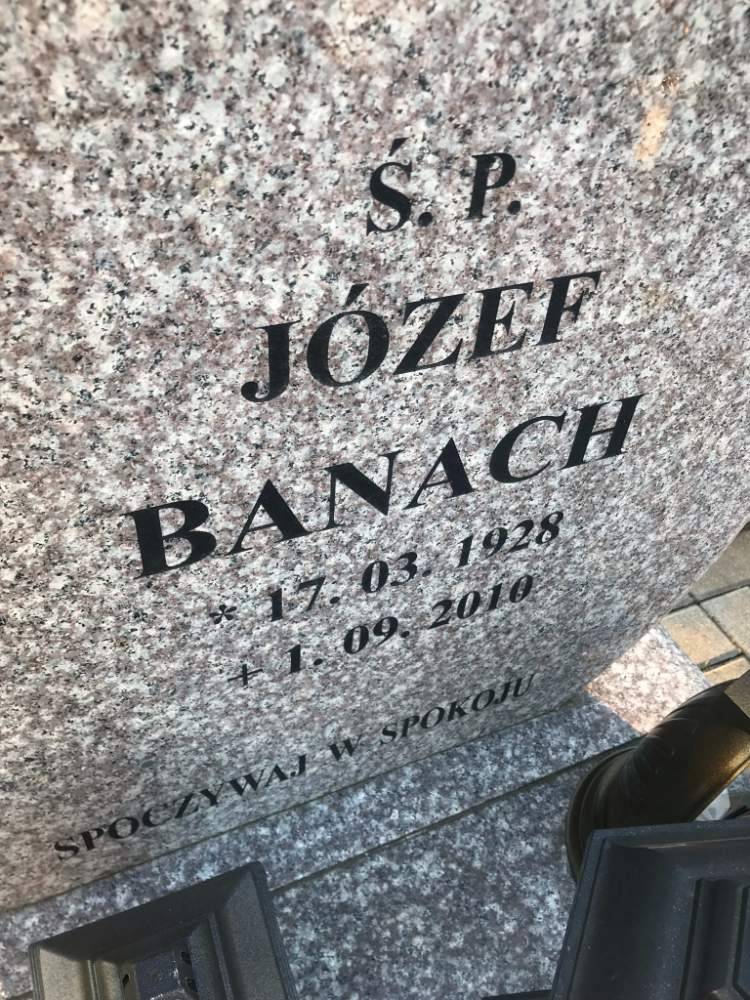 Ś. P.
JÓZEF
BANACH
* 17. 03. 1928
+ 1. 09. 2010
SPOCZYWAJ W SPOKOJU